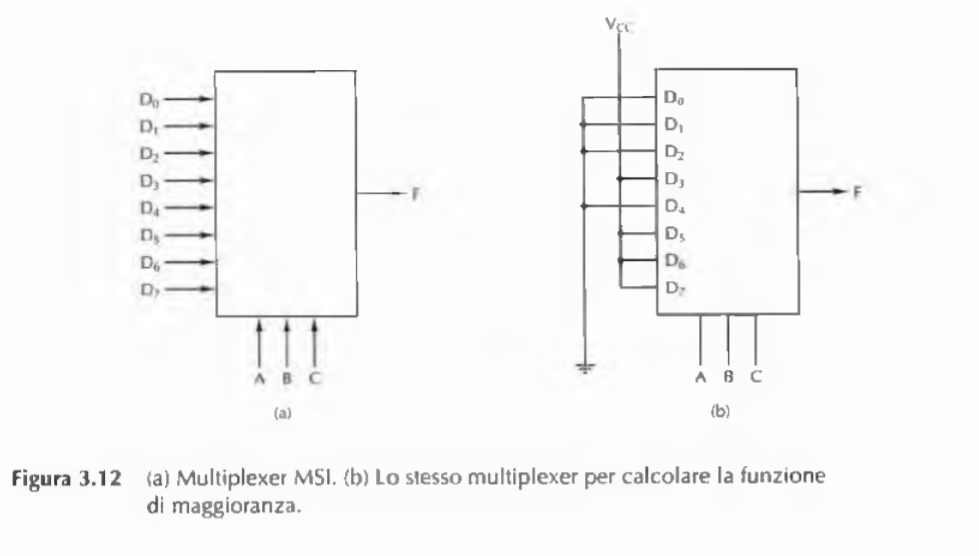 V_CC
D₀
D₁
D₂
D₃
D₄
D₅
D₆
D₇
F
A B C
(a)
D₀
D₁
D₂
D₃
D₄
D₅
D₆
D₇
F
A B C
(b)
Figura 3.12 (a) Multiplexer MSI. (b) Lo stesso multiplexer per calcolare la funzione
di maggioranza.